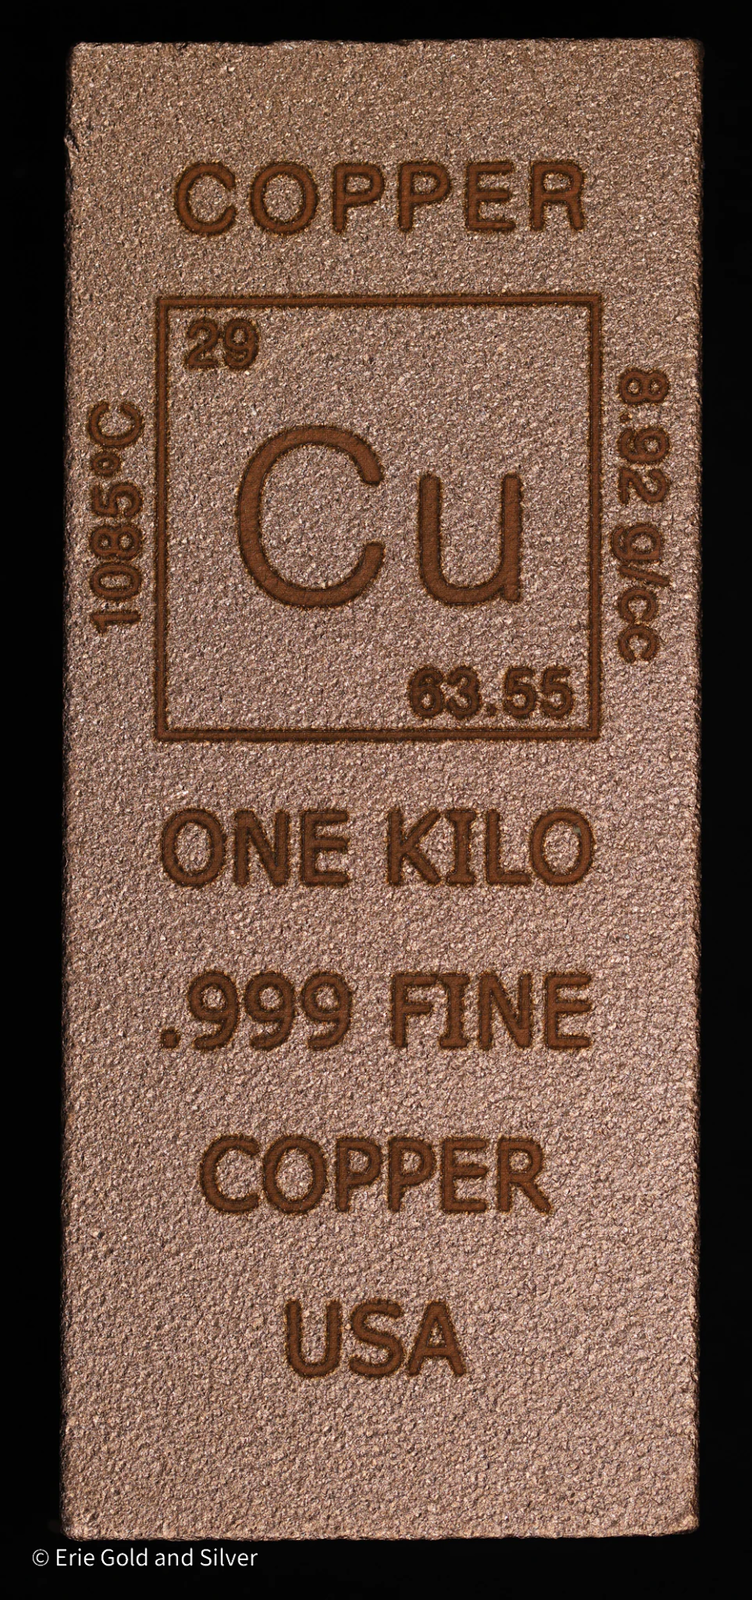 COPPER
29
Cu
63.55
1085°C
8.92 g/cc
ONE KILO
.999 FINE
COPPER
USA
© Erie Gold and Silver